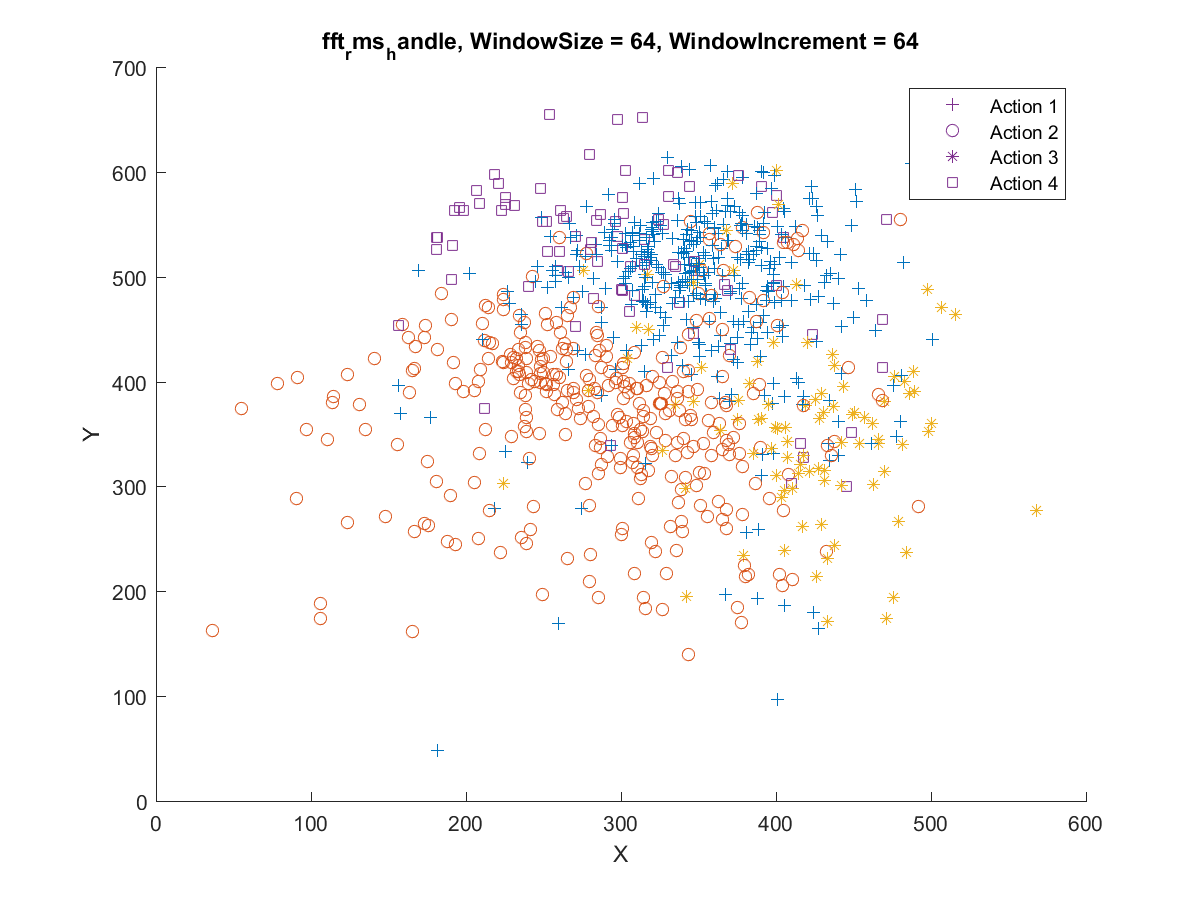 fft_rms_handle, WindowSize = 64, WindowIncrement = 64
700
600
500
400
300
200
100
0
Y
0 100 200 300 400 500 600
X
Action 1
Action 2
Action 3
Action 4